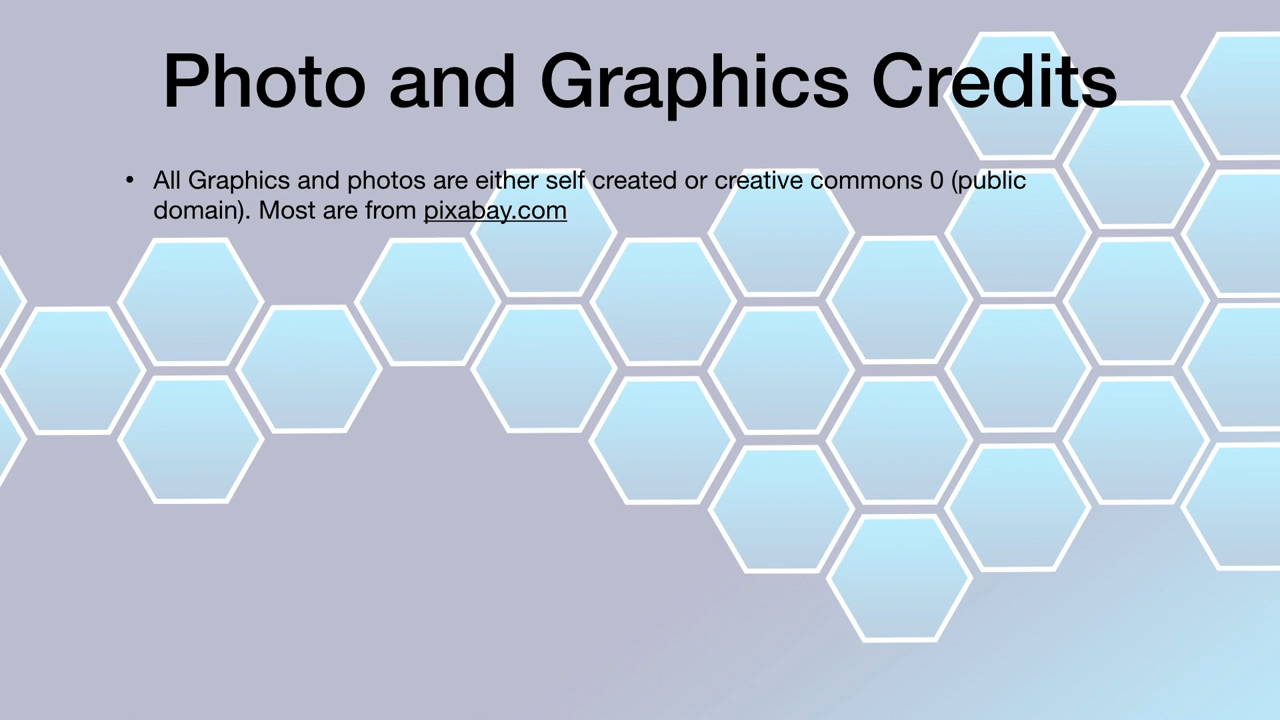 Photo and Graphics Credits
• All Graphics and photos are either self created or creative commons 0 (public
domain). Most are from pixabay.com